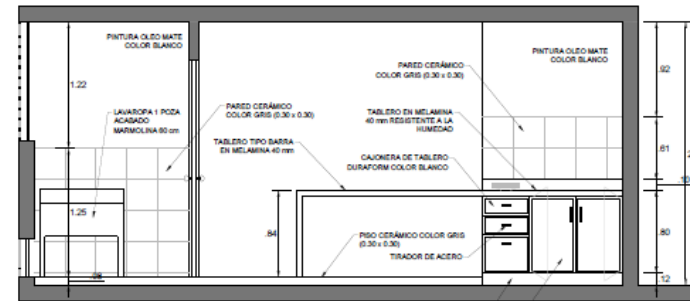 PINTURA OLEO MATE
COLOR BLANCO
1.22
LAVAROPA 1 POZA
ACABADO
MARMOLINA 60 cm
PARED CERÁMICO
COLOR GRIS (0.30 x 0.30)
TABLERO TIPO BARRA
EN MELAMINA 40 mm
1.25
.08
.84
PARED CERÁMICO
COLOR GRIS (0.30 x 0.30)
PINTURA OLEO MATE
COLOR BLANCO
TABLERO EN MELAMINA
40 mm RESISTENTE A LA
HUMEDAD
CAJONERA DE TABLERO
DURAFORM COLOR BLANCO
PISO CERÁMICO COLOR GRIS
(0.30 x 0.30)
TIRADOR DE ACERO
.92
.61
.10
.80
.12